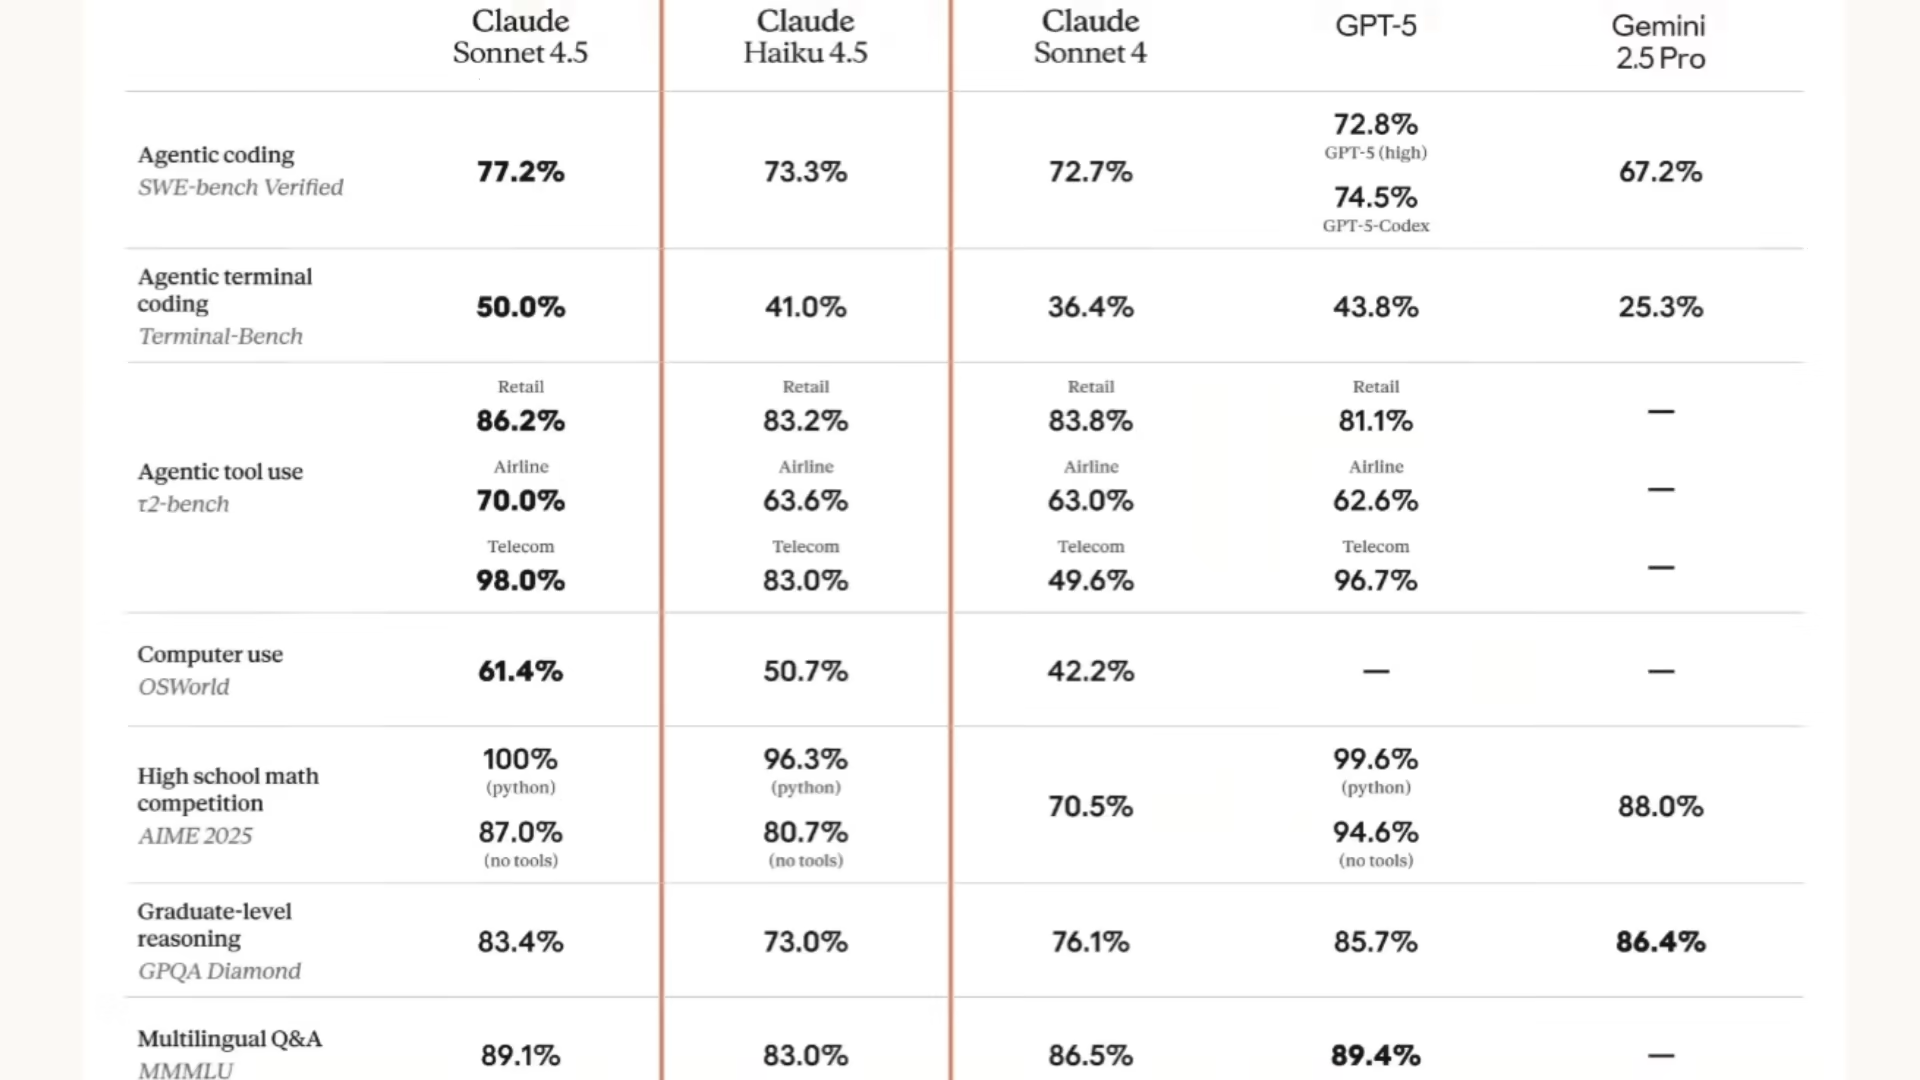 Claude
Sonnet 4.5
Claude
Haiku 4.5
Claude
Sonnet 4
GPT-5
Gemini
2.5 Pro
Agentic coding
SWE-bench Verified
77.2%
73.3%
72.7%
72.8%
GPT-5 (high)
74.5%
GPT-5-Codex
67.2%
Agentic terminal
coding
Terminal-Bench
50.0%
41.0%
36.4%
43.8%
25.3%
Agentic tool use
τ2-bench
Retail
86.2%
Airline
70.0%
Telecom
98.0%
Retail
83.2%
Airline
63.6%
Telecom
83.0%
Retail
83.8%
Airline
63.0%
Telecom
49.6%
Retail
81.1%
Airline
62.6%
Telecom
96.7%
—
—
—
Computer use
OSWorld
61.4%
50.7%
42.2%
—
—
High school math
competition
AIME 2025
100%
(python)
87.0%
(no tools)
96.3%
(python)
80.7%
(no tools)
70.5%
99.6%
(python)
94.6%
(no tools)
88.0%
Graduate-level
reasoning
GPQA Diamond
83.4%
73.0%
76.1%
85.7%
86.4%
Multilingual Q&A
MMMLU
89.1%
83.0%
86.5%
89.4%
—